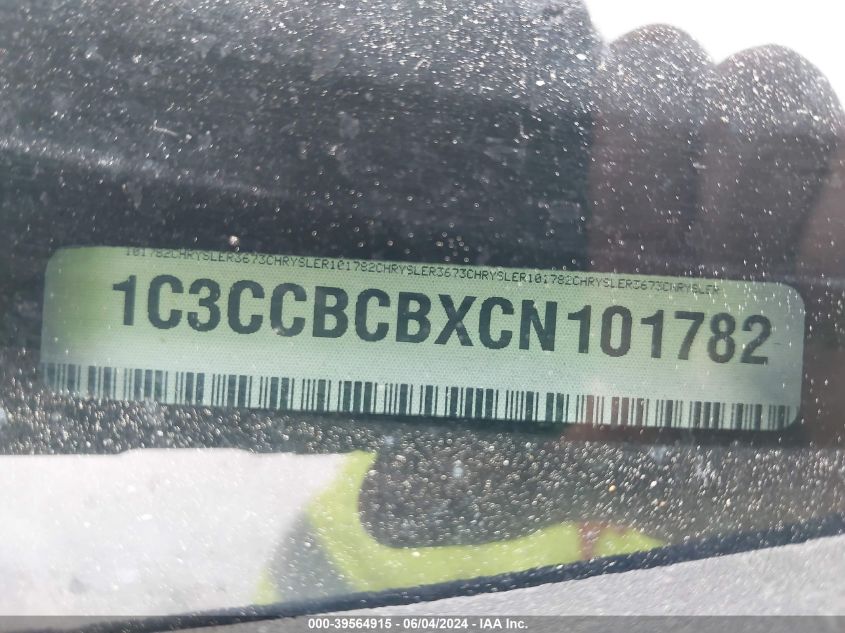 101782CHRYSLER3673CHRYSLER101782CHRYSLER3673CHRYSLER101782CHRYSLER3673CHRYSLER
1C3CCBCBXCN101782
000-39564915 - 06/04/2024 - IAA Inc.